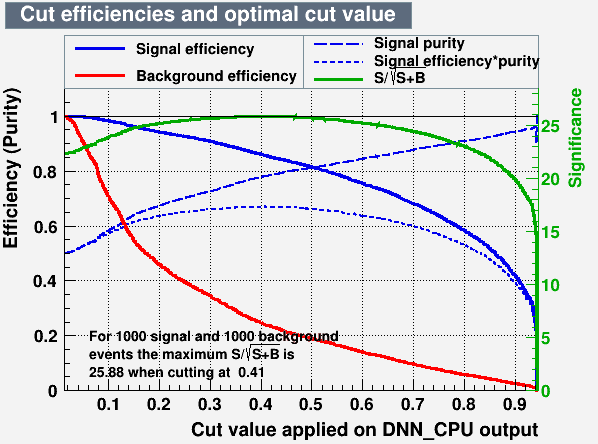 Cut efficiencies and optimal cut value
Signal efficiency
Background efficiency
Signal purity
Signal efficiency*purity
S/√S+B
Efficiency (Purity)
1
0.8
0.6
0.4
0.2
0
Significance
25
20
15
10
5
0
For 1000 signal and 1000 background
events the maximum S/√S+B is
25.88 when cutting at 0.41
0.1 0.2 0.3 0.4 0.5 0.6 0.7 0.8 0.9
Cut value applied on DNN_CPU output